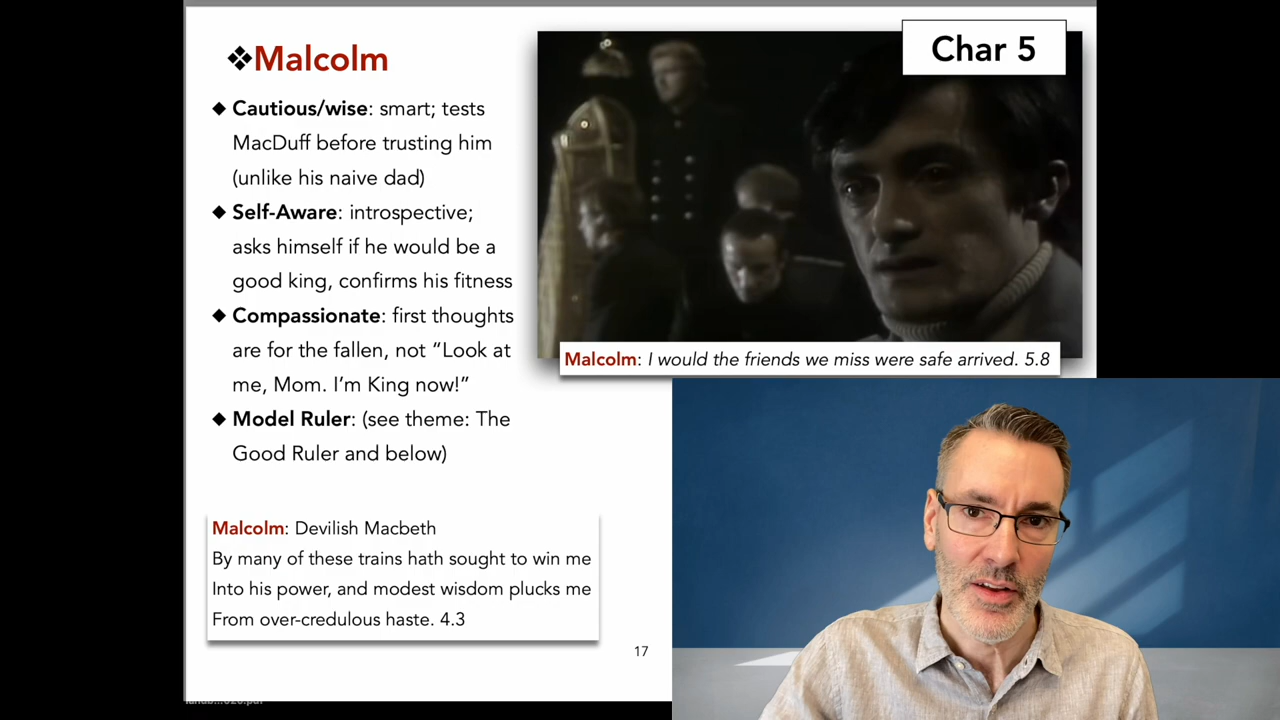 ❖Malcolm
Char 5
◆ Cautious/wise: smart; tests
MacDuff before trusting him
(unlike his naive dad)
◆ Self-Aware: introspective;
asks himself if he would be a
good king, confirms his fitness
◆ Compassionate: first thoughts
are for the fallen, not “Look at
me, Mom. I’m King now!”
◆ Model Ruler: (see theme: The
Good Ruler and below)
Malcolm: I would the friends we miss were safe arrived. 5.8
Malcolm: Devilish Macbeth
By many of these trains hath sought to win me
Into his power, and modest wisdom plucks me
From over-credulous haste. 4.3
17